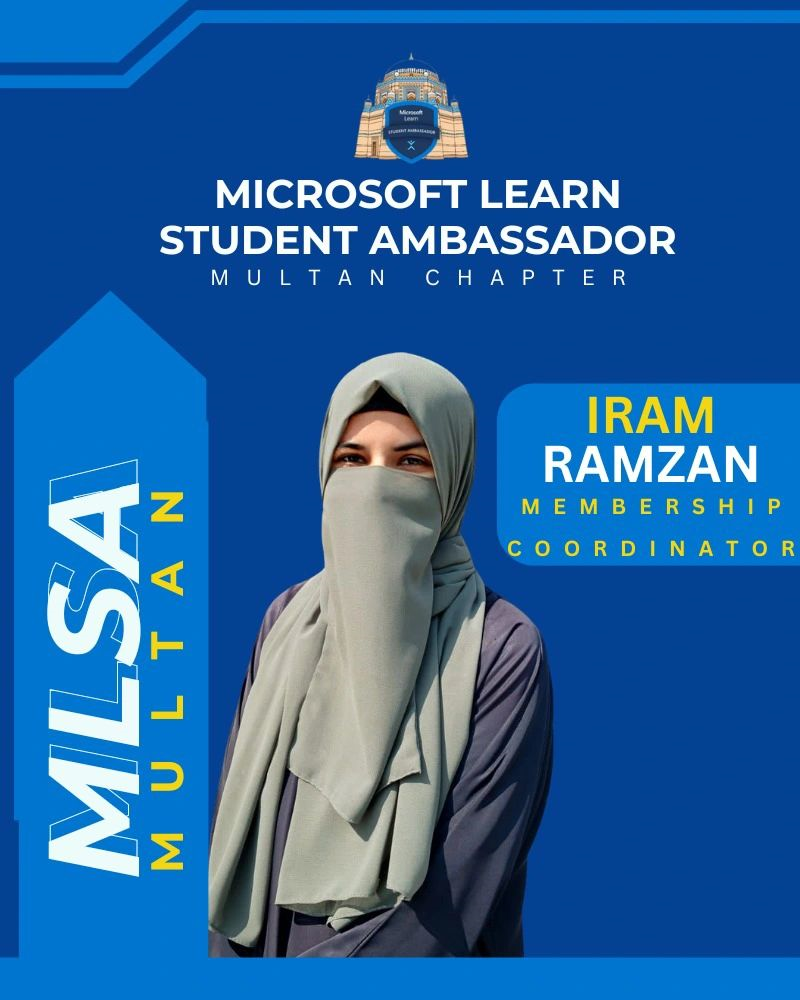 Microsoft
Learn
STUDENT AMBASSADOR
MICROSOFT LEARN
STUDENT AMBASSADOR
MULTAN CHAPTER
IRAM
RAMZAN
MEMBERSHIP
COORDINATOR
MLSA
MULTAN